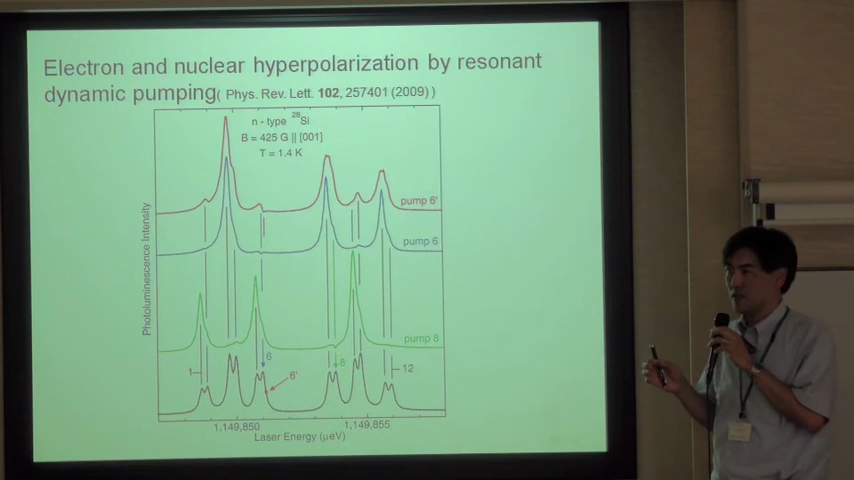 Electron and nuclear hyperpolarization by resonant
dynamic pumping( Phys. Rev. Lett. 102, 257401 (2009) )
n - type ²⁸Si
B = 425 G || [001]
T = 1.4 K
pump 6'
pump 6
pump 8
6
8
1
6'
12
1,149,850
1,149,855
Laser Energy (µeV)
Photoluminescence Intensity